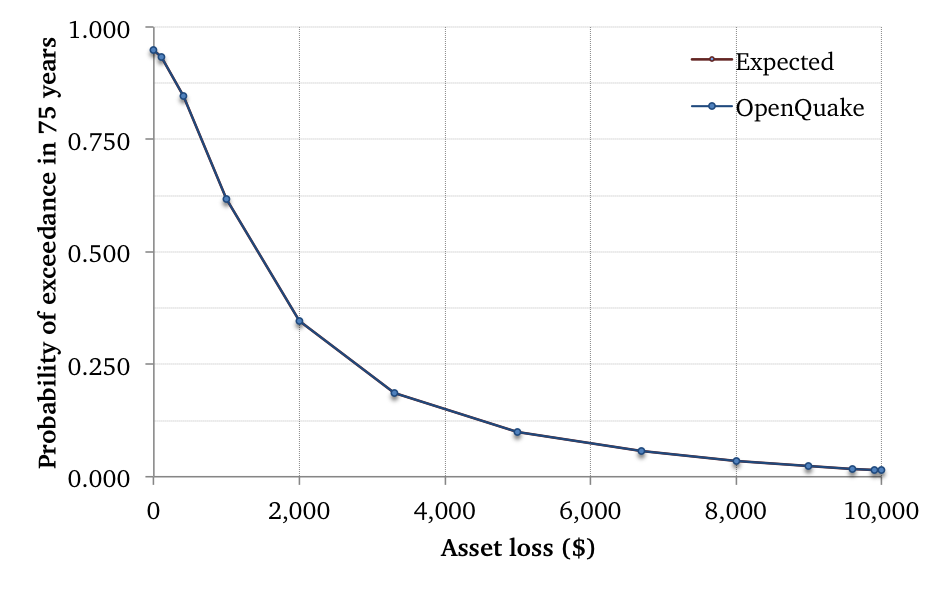 Probability of exceedance in 75 years
1.000
0.750
0.500
0.250
0.000
Expected
OpenQuake
0 2,000 4,000 6,000 8,000 10,000
Asset loss ($)